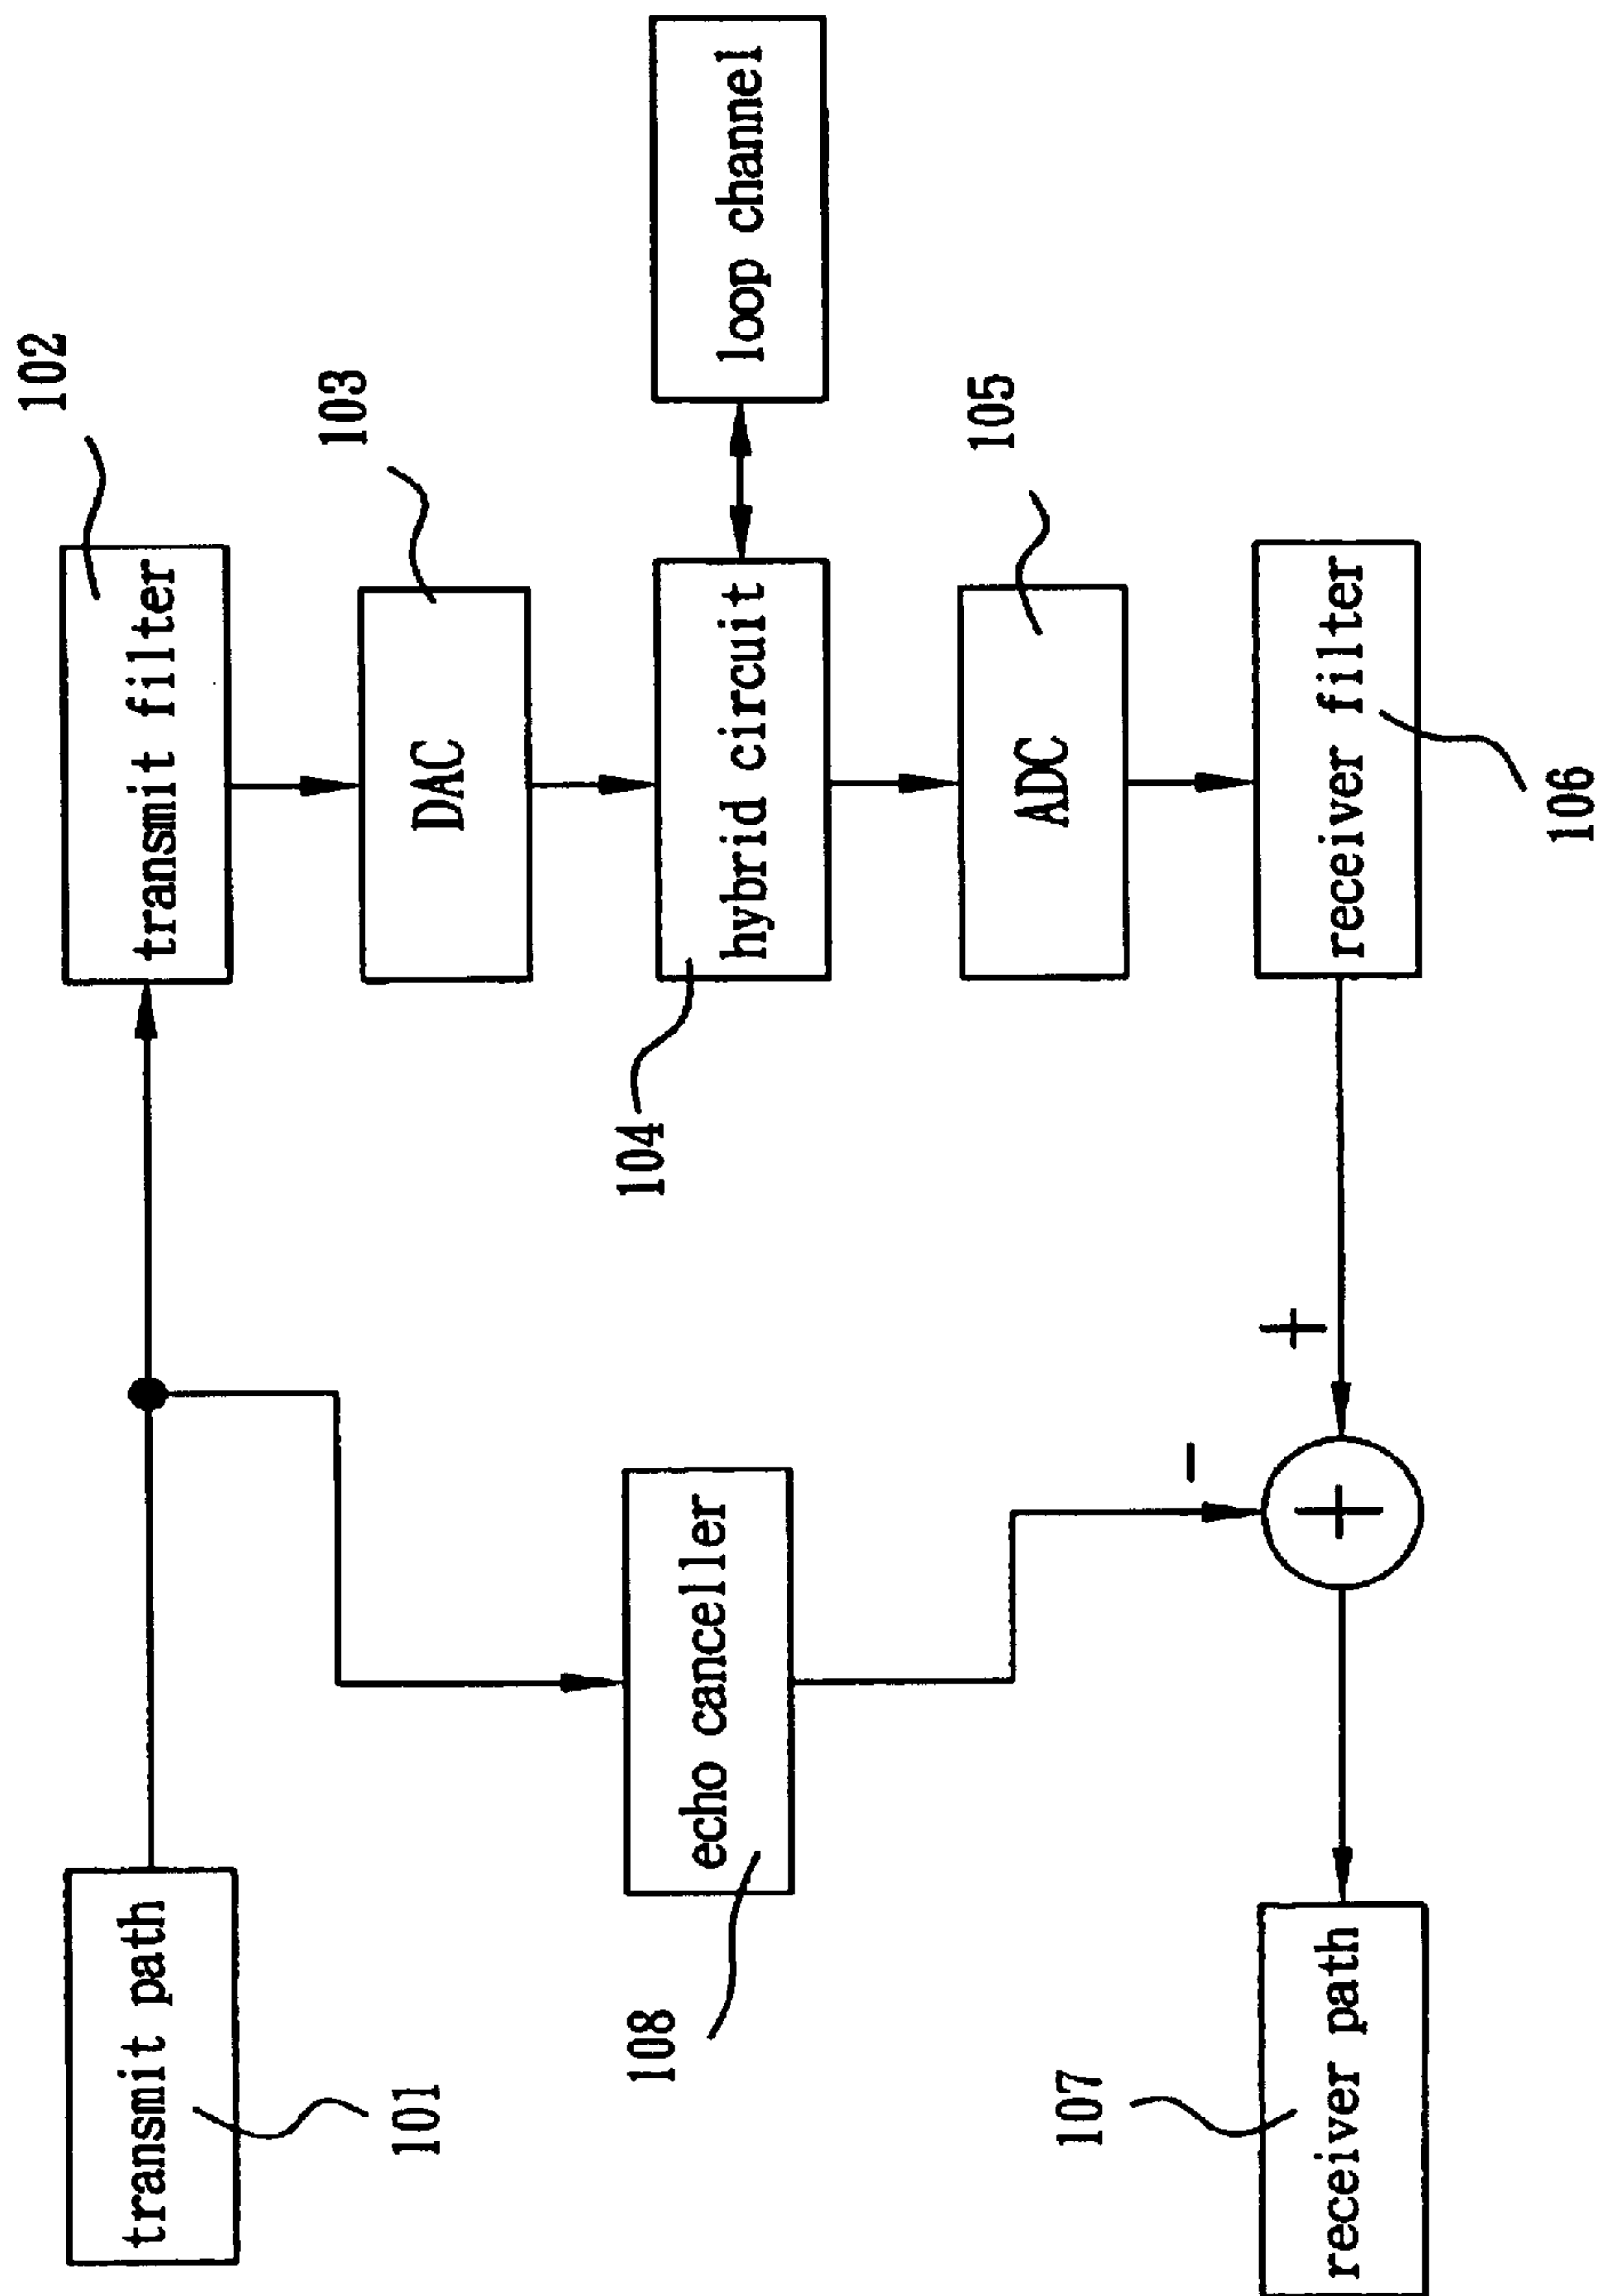 transmit path
101
transmit filter
102
DAC
103
hybrid circuit
104
loop channel
ADC
105
receiver filter
106
+
-
+
echo canceller
108
receiver path
107